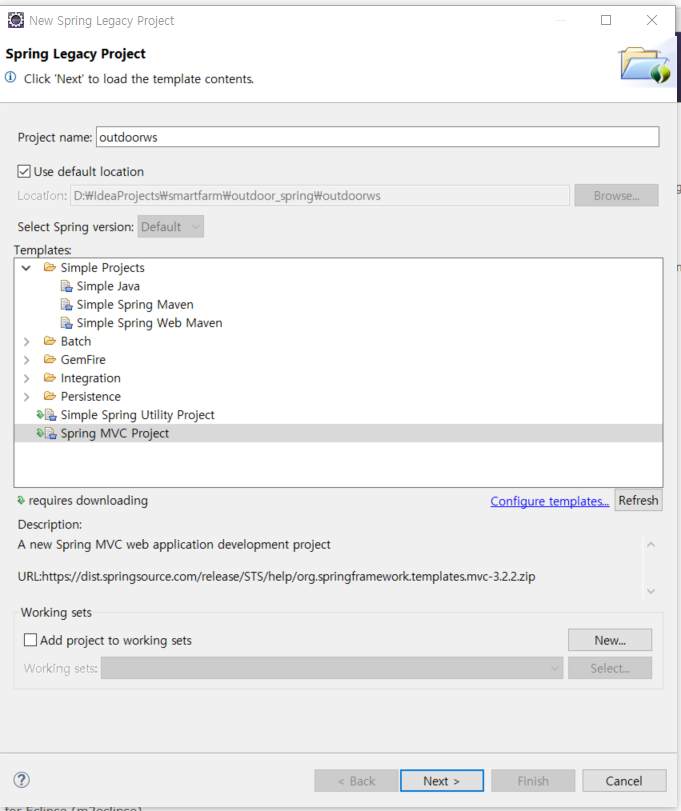 New Spring Legacy Project
Spring Legacy Project
Click 'Next' to load the template contents.
Project name: outdoorws
Use default location
Location: D:₩IdeaProjects₩smartfarm₩outdoor_spring₩outdoorws Browse...
Select Spring version: Default
Templates:
Simple Projects
Simple Java
Simple Spring Maven
Simple Spring Web Maven
Batch
GemFire
Integration
Persistence
Simple Spring Utility Project
Spring MVC Project
requires downloading Configure templates... Refresh
Description:
A new Spring MVC web application development project
URL:https://dist.springsource.com/release/STS/help/org.springframework.templates.mvc-3.2.2.zip
Working sets
Add project to working sets New...
Working sets: Select...
? < Back Next > Finish Cancel
for Eclipse (m2eclipse)